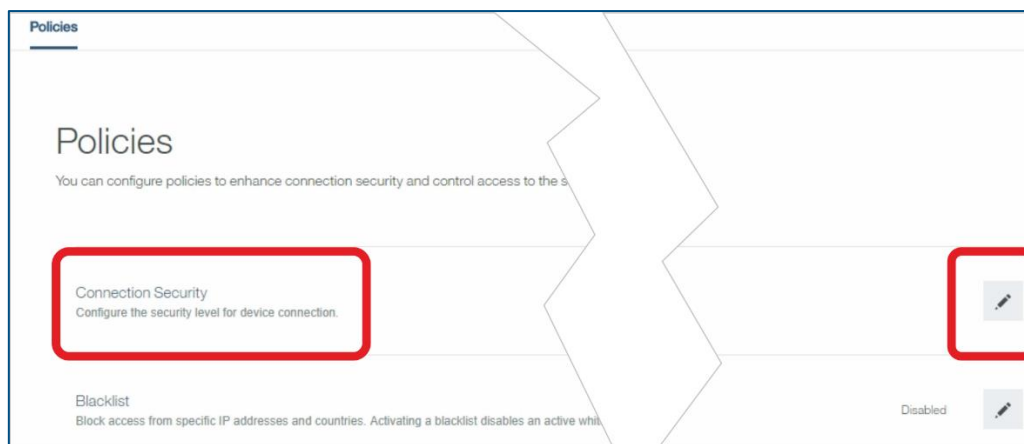 Policies
Policies
You can configure policies to enhance connection security and control access to the s
Connection Security
Configure the security level for device connection.
Blacklist
Block access from specific IP addresses and countries. Activating a blacklist disables an active whit
Disabled